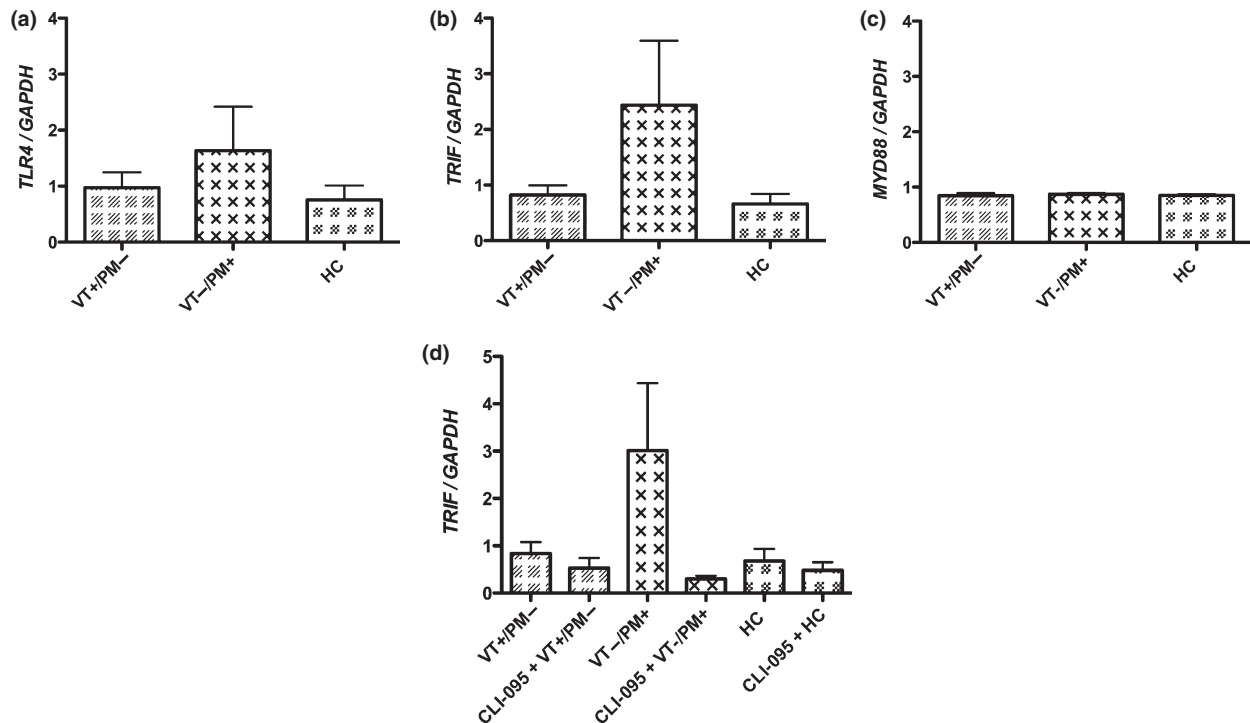 (a)
TLR4 / GAPDH
4
3
2
1
0
VT+/PM−
VT−/PM+
HC
(b)
TRIF / GAPDH
4
3
2
1
0
VT+/PM−
VT−/PM+
HC
(c)
MYD88 / GAPDH
4
3
2
1
0
VT+/PM−
VT-/PM+
HC
(d)
TRIF / GAPDH
5
4
3
2
1
0
VT+/PM−
CLI-095 + VT+/PM−
VT−/PM+
CLI-095 + VT-/PM+
HC
CLI-095 + HC